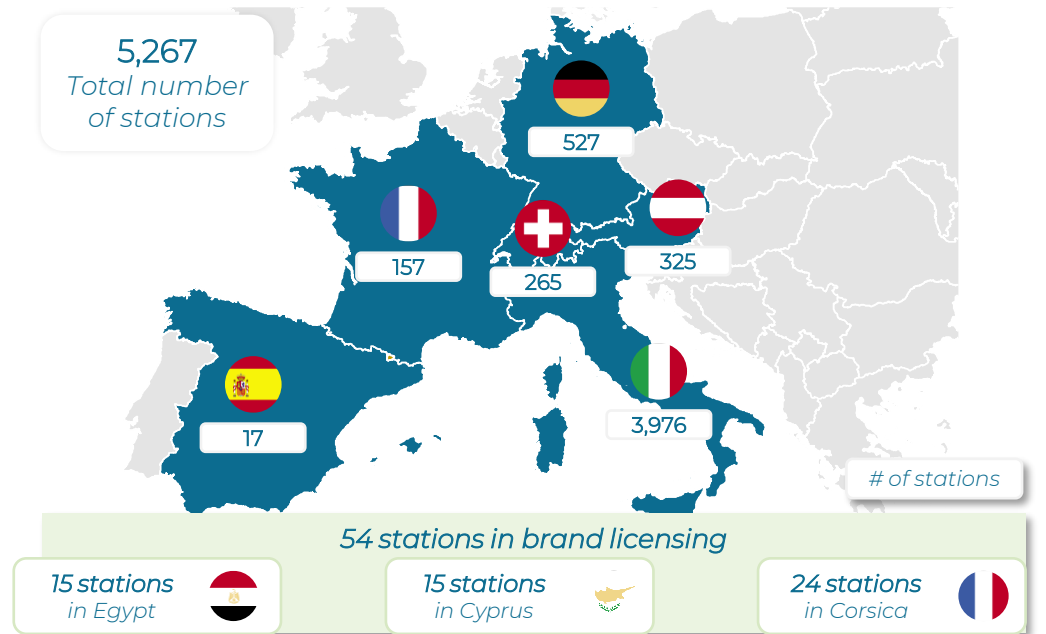 5,267
Total number
of stations
527
157
265
325
17
3,976
# of stations
54 stations in brand licensing
15 stations
in Egypt
15 stations
in Cyprus
24 stations
in Corsica